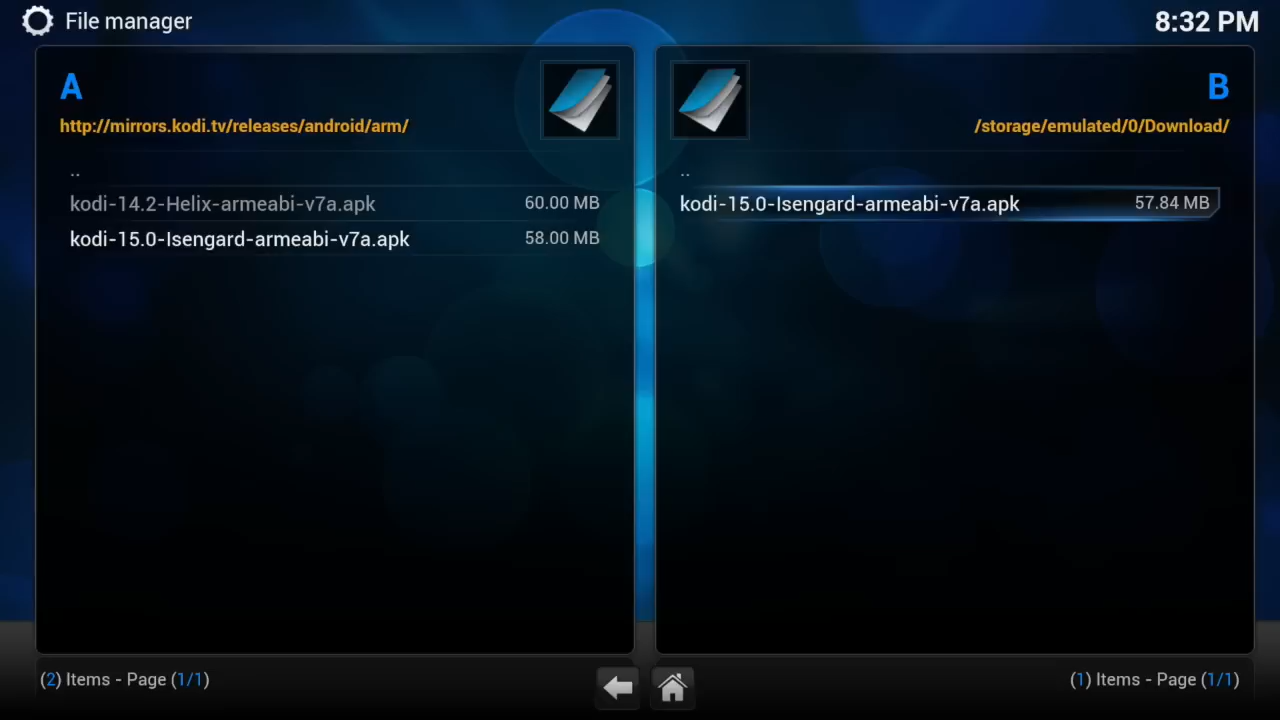 File manager
8:32 PM
A
http://mirrors.kodi.tv/releases/android/arm/
..
kodi-14.2-Helix-armeabi-v7a.apk 60.00 MB
kodi-15.0-Isengard-armeabi-v7a.apk 58.00 MB
(2) Items - Page (1/1)
B
/storage/emulated/0/Download/
..
kodi-15.0-Isengard-armeabi-v7a.apk 57.84 MB
(1) Items - Page (1/1)